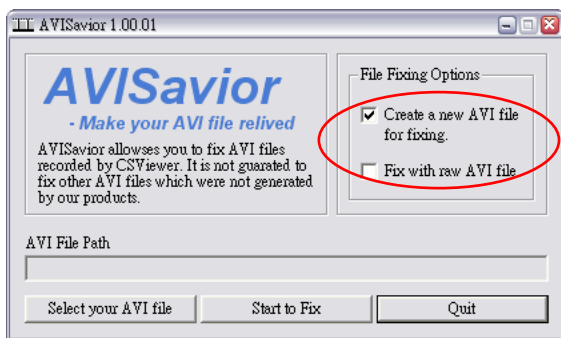 AVISavior 1.00.01
AVISavior
- Make your AVI file relived
AVISavior allowses you to fix AVI files
recorded by CSViewer. It is not guarated to
fix other AVI files which were not generated
by our products.
File Fixing Options
Create a new AVI file
for fixing.
Fix with raw AVI file
AVI File Path
Select your AVI file
Start to Fix
Quit